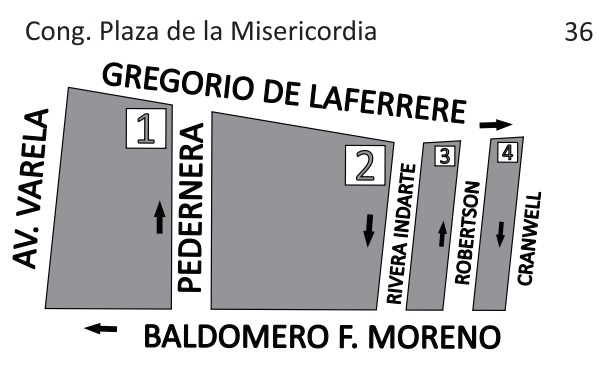 Cong. Plaza de la Misericordia 36
GREGORIO DE LAFERRERE
AV. VARELA
1
PEDERNERA
2
RIVERA INDARTE
3
ROBERTSON
4
CRANWELL
BALDOMERO F. MORENO